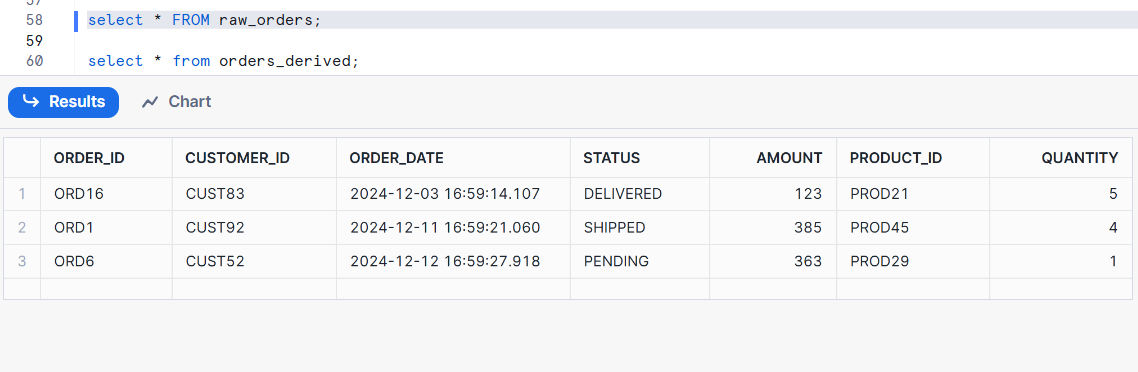 57
58 select * FROM raw_orders;
59
60 select * from orders_derived;
Results Chart
ORDER_ID CUSTOMER_ID ORDER_DATE STATUS AMOUNT PRODUCT_ID QUANTITY
1 ORD16 CUST83 2024-12-03 16:59:14.107 DELIVERED 123 PROD21 5
2 ORD1 CUST92 2024-12-11 16:59:21.060 SHIPPED 385 PROD45 4
3 ORD6 CUST52 2024-12-12 16:59:27.918 PENDING 363 PROD29 1